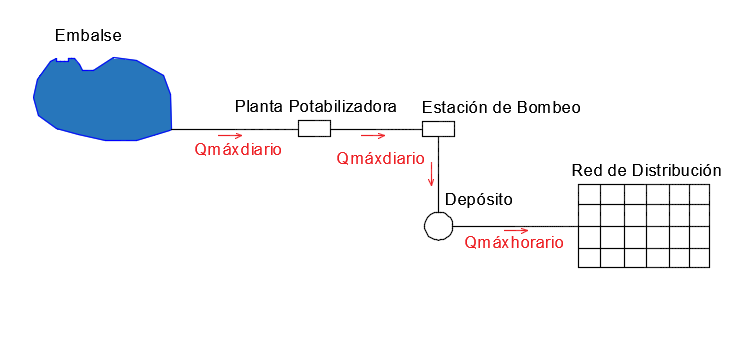 Embalse
Planta Potabilizadora
Estación de Bombeo
Qmáxdiario
Qmáxdiario
Red de Distribución
Depósito
Qmáxhorario